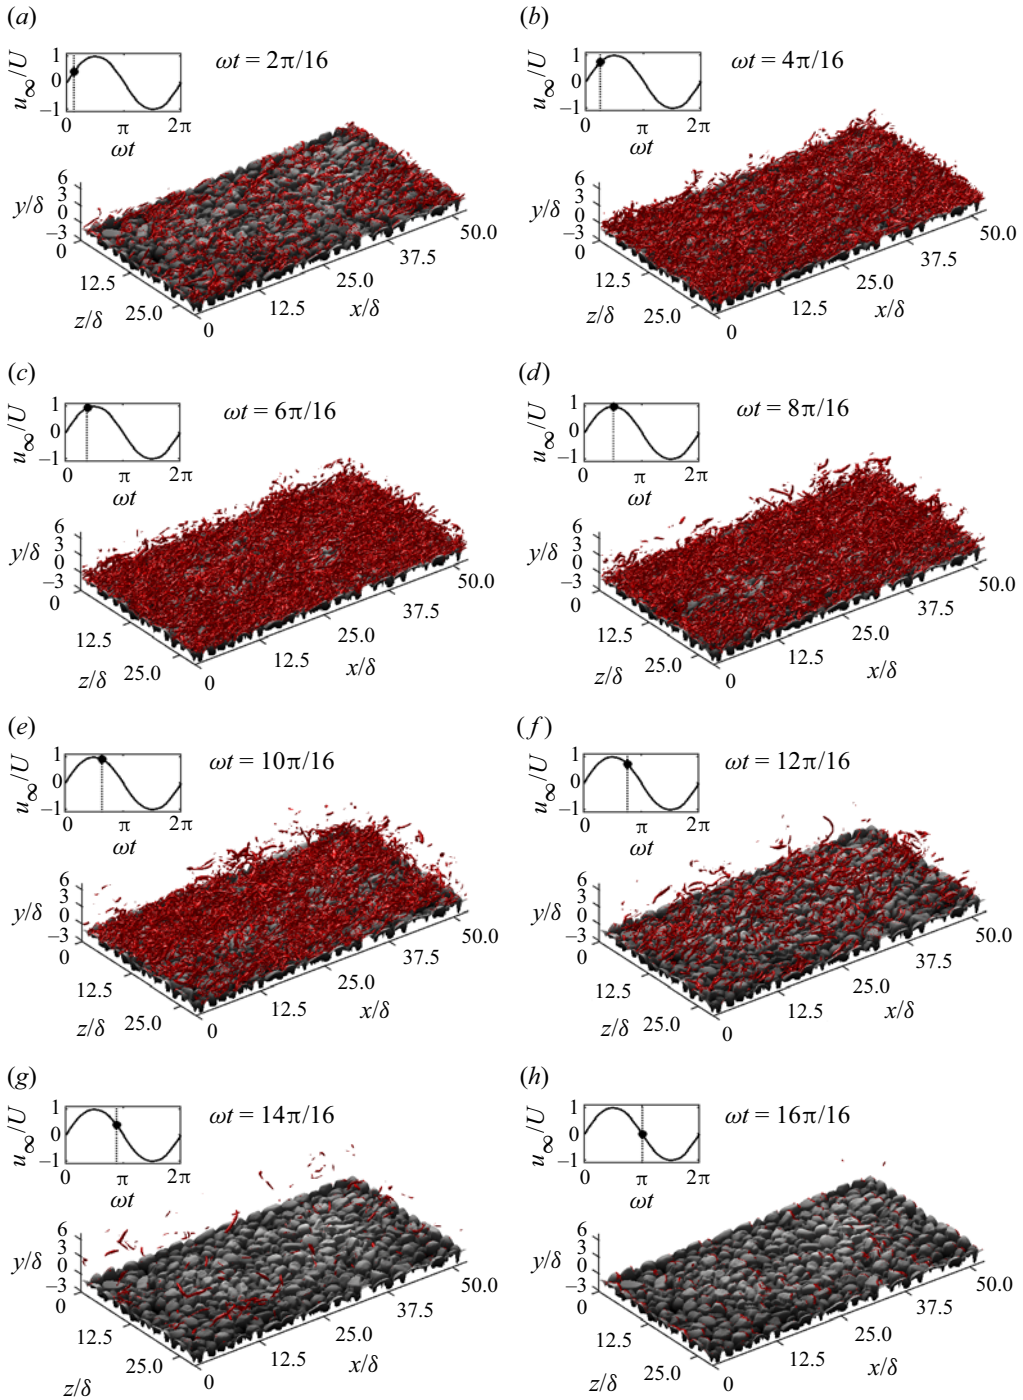 (a)
ωt = 2π/16
u∞/U
1
0
−1
0 π 2π
ωt
y/δ
6
3
0
−3
0
12.5
25.0
z/δ
0
12.5
25.0
37.5
50.0
x/δ
(b)
ωt = 4π/16
u∞/U
1
0
−1
0 π 2π
ωt
y/δ
6
3
0
−3
0
12.5
25.0
z/δ
0
12.5
25.0
37.5
50.0
x/δ
(c)
ωt = 6π/16
u∞/U
1
0
−1
0 π 2π
ωt
y/δ
6
3
0
−3
0
12.5
25.0
z/δ
0
12.5
25.0
37.5
50.0
x/δ
(d)
ωt = 8π/16
u∞/U
1
0
−1
0 π 2π
ωt
y/δ
6
3
0
−3
0
12.5
25.0
z/δ
0
12.5
25.0
37.5
50.0
x/δ
(e)
ωt = 10π/16
u∞/U
1
0
−1
0 π 2π
ωt
y/δ
6
3
0
−3
0
12.5
25.0
z/δ
0
12.5
25.0
37.5
50.0
x/δ
(f)
ωt = 12π/16
u∞/U
1
0
−1
0 π 2π
ωt
y/δ
6
3
0
−3
0
12.5
25.0
z/δ
0
12.5
25.0
37.5
50.0
x/δ
(g)
ωt = 14π/16
u∞/U
1
0
−1
0 π 2π
ωt
y/δ
6
3
0
−3
0
12.5
25.0
z/δ
0
12.5
25.0
37.5
50.0
x/δ
(h)
ωt = 16π/16
u∞/U
1
0
−1
0 π 2π
ωt
y/δ
6
3
0
−3
0
12.5
25.0
z/δ
0
12.5
25.0
37.5
50.0
x/δ